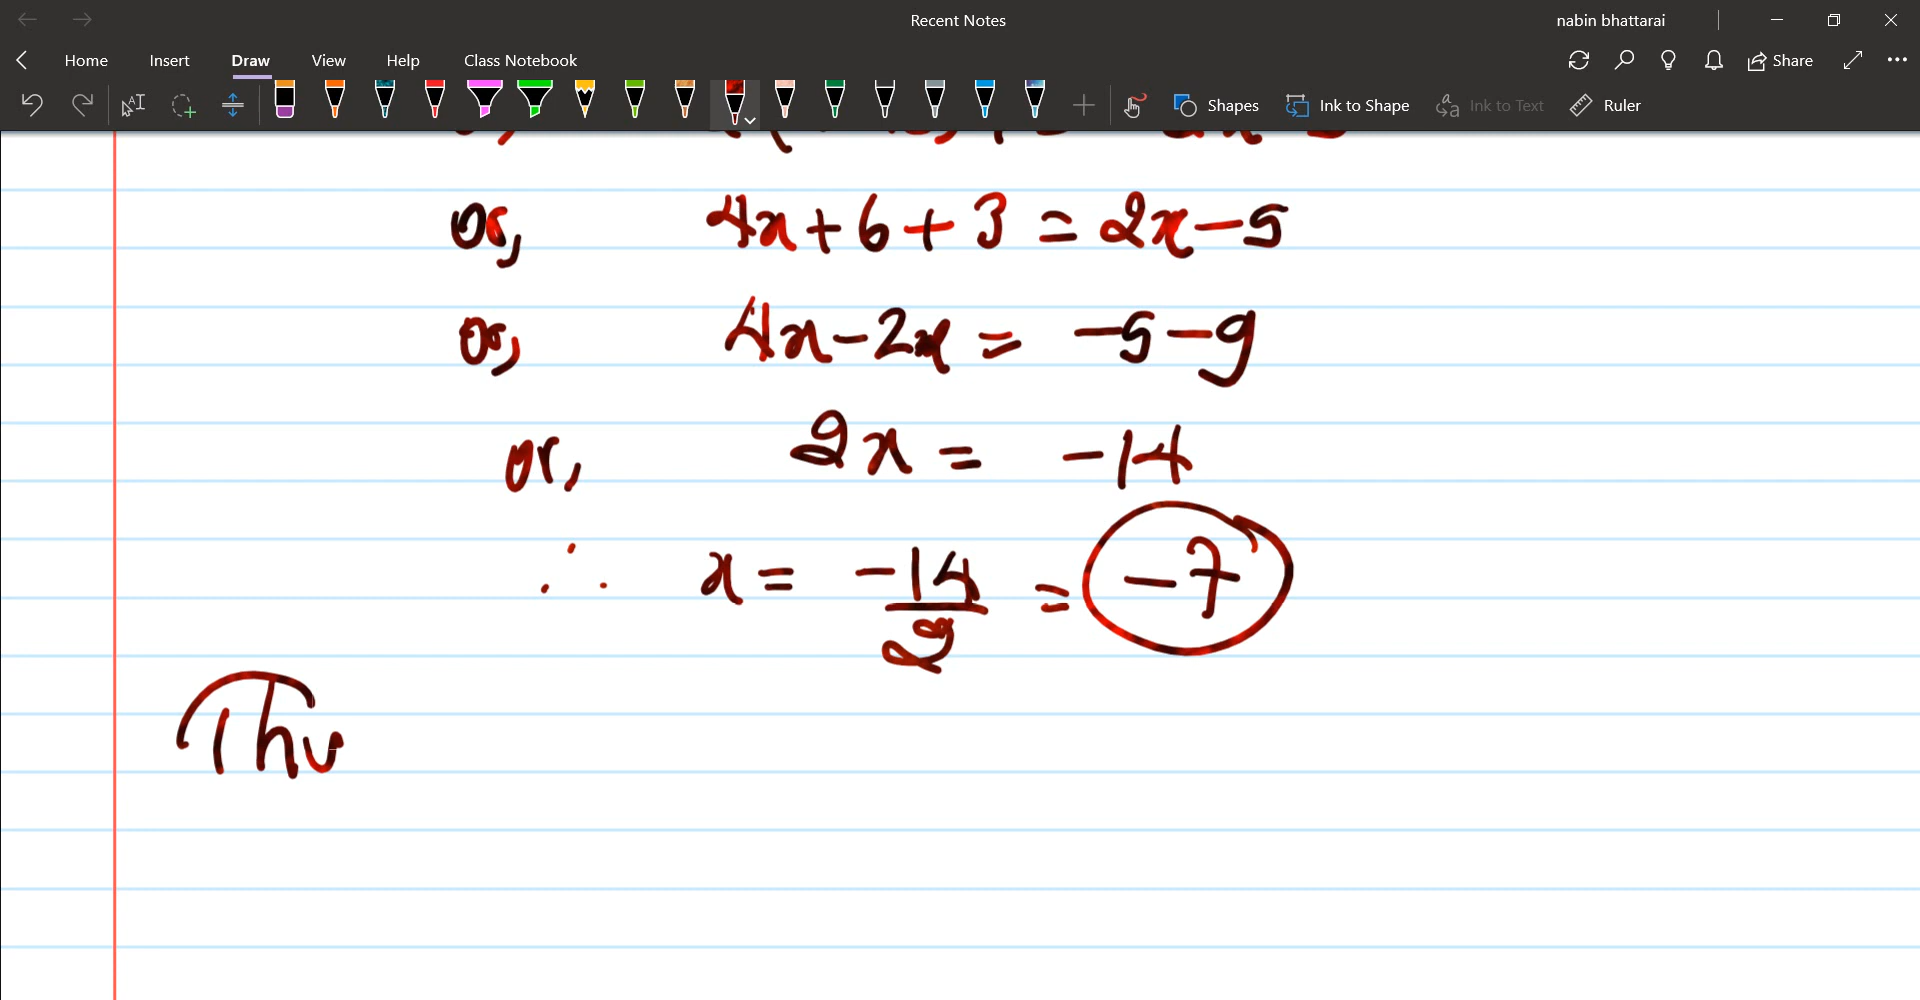 Recent Notes
nabin bhattarai
Home Insert Draw View Help Class Notebook
Share
Shapes Ink to Shape Ink to Text Ruler
or, 4x+6+3=2x-5
or, 4x-2x= -5-9
or, 2x= -14
∴ x= -14/2 = -7
Thu